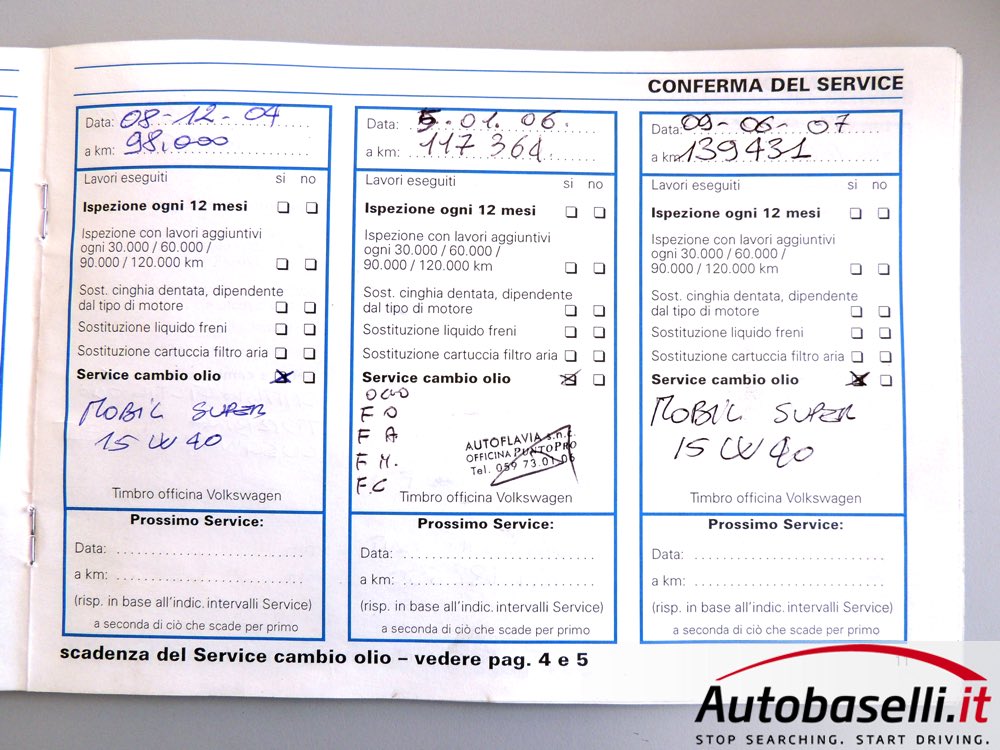 CONFERMA DEL SERVICE
Data: 08-12-04
a km: 98.000
Lavori eseguiti si no
Ispezione ogni 12 mesi
Ispezione con lavori aggiuntivi
ogni 30.000 / 60.000 /
90.000 / 120.000 km
Sost. cinghia dentata, dipendente
dal tipo di motore
Sostituzione liquido freni
Sostituzione cartuccia filtro aria
Service cambio olio
MOBIL SUPER
15 W 40
Timbro officina Volkswagen
Prossimo Service:
Data:
a km:
(risp. in base all'indic. intervalli Service)
a seconda di ciò che scade per primo
Data: 5.01.06.
a km: 117 364
Lavori eseguiti si no
Ispezione ogni 12 mesi
Ispezione con lavori aggiuntivi
ogni 30.000 / 60.000 /
90.000 / 120.000 km
Sost. cinghia dentata, dipendente
dal tipo di motore
Sostituzione liquido freni
Sostituzione cartuccia filtro aria
Service cambio olio
F O
F A
F M.
F.C
AUTOFLAVIA s.n.c.
OFFICINA PUNTOPRO
Tel. 059 73.01.06
Timbro officina Volkswagen
Prossimo Service:
Data:
a km:
(risp. in base all'indic. intervalli Service)
a seconda di ciò che scade per primo
Data: 09-06-07
a km: 139431
Lavori eseguiti si no
Ispezione ogni 12 mesi
Ispezione con lavori aggiuntivi
ogni 30.000 / 60.000 /
90.000 / 120.000 km
Sost. cinghia dentata, dipendente
dal tipo di motore
Sostituzione liquido freni
Sostituzione cartuccia filtro aria
Service cambio olio
MOBIL SUPER
15 W 40
Timbro officina Volkswagen
Prossimo Service:
Data:
a km:
(risp. in base all'indic. intervalli Service)
a seconda di ciò che scade per primo
scadenza del Service cambio olio – vedere pag. 4 e 5
11
Autobaselli.it
STOP SEARCHING. START DRIVING.